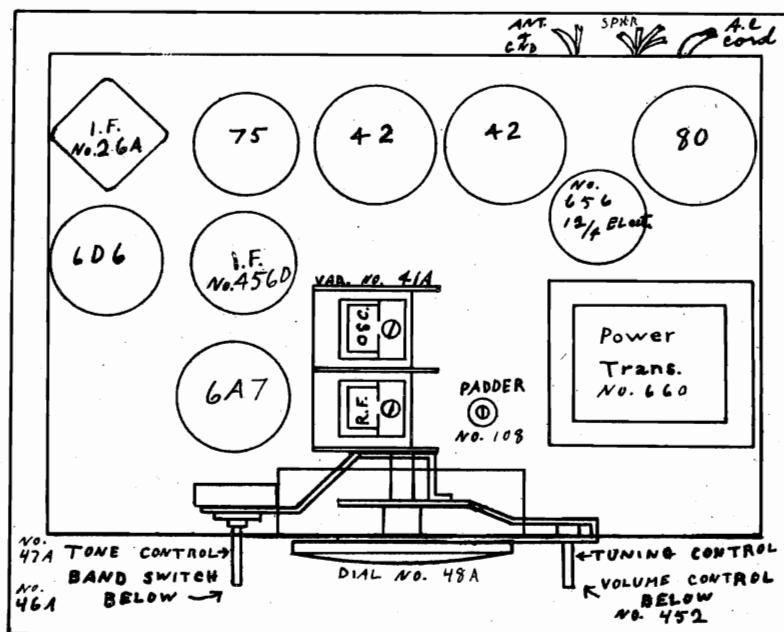 ANT.
+
GND
SPKR
A.C
cord
I.F.
No.26A
75
42
42
80
No.
656
12/4 Elect.
6D6
I.F.
No.456D
VAR. NO. 41A
OSC.
R.F.
6A7
PADDER
NO. 108
Power
Trans.
No. 660
NO.
47A TONE CONTROL
BAND SWITCH
BELOW
NO.
46A
DIAL NO. 48A
TUNING CONTROL
VOLUME CONTROL
BELOW
NO. 452